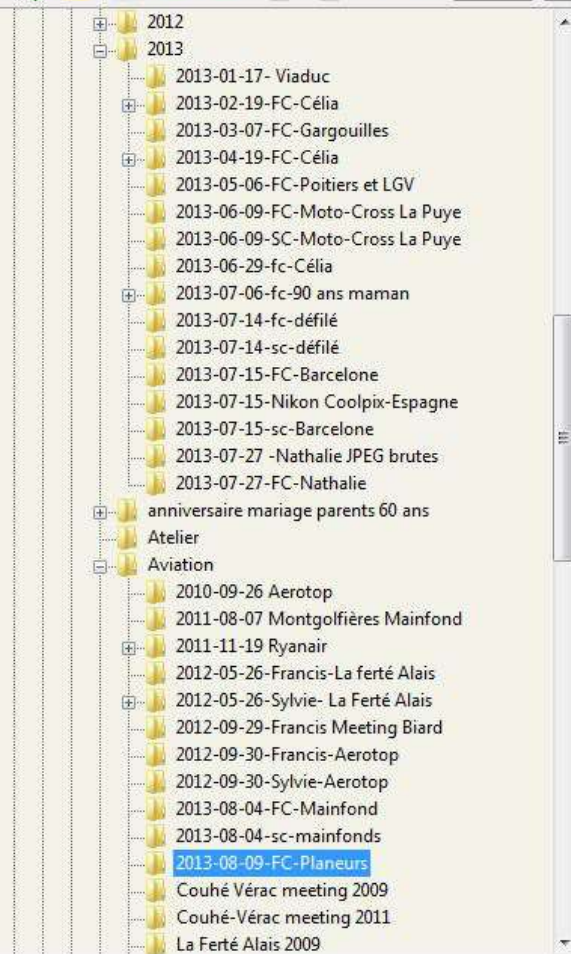 2012
2013
2013-01-17- Viaduc
2013-02-19-FC-Célia
2013-03-07-FC-Gargouilles
2013-04-19-FC-Célia
2013-05-06-FC-Poitiers et LGV
2013-06-09-FC-Moto-Cross La Puye
2013-06-09-SC-Moto-Cross La Puye
2013-06-29-fc-Célia
2013-07-06-fc-90 ans maman
2013-07-14-fc-défilé
2013-07-14-sc-défilé
2013-07-15-FC-Barcelone
2013-07-15-Nikon Coolpix-Espagne
2013-07-15-sc-Barcelone
2013-07-27 -Nathalie JPEG brutes
2013-07-27-FC-Nathalie
anniversaire mariage parents 60 ans
Atelier
Aviation
2010-09-26 Aerotop
2011-08-07 Montgolfières Mainfond
2011-11-19 Ryanair
2012-05-26-Francis-La ferté Alais
2012-05-26-Sylvie- La Ferté Alais
2012-09-29-Francis Meeting Biard
2012-09-30-Francis-Aerotop
2012-09-30-Sylvie-Aerotop
2013-08-04-FC-Mainfond
2013-08-04-sc-mainfonds
2013-08-09-FC-Planeurs
Couhé Vérac meeting 2009
Couhé-Vérac meeting 2011
La Ferté Alais 2009